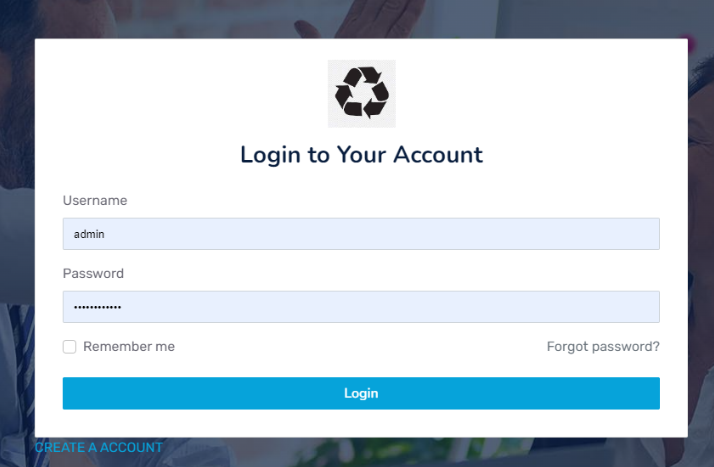 Login to Your Account
Username
admin
Password
••••••••••••
Remember me
Forgot password?
Login
CREATE A ACCOUNT